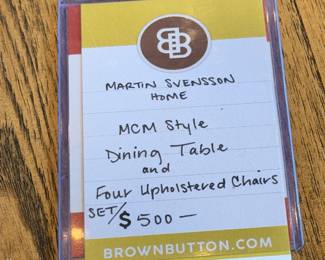 BB
MARTIN SVENSSON
HOME
MCM Style
Dining Table
and
Four Upholstered Chairs
SET/$500—
BROWNBUTTON.COM